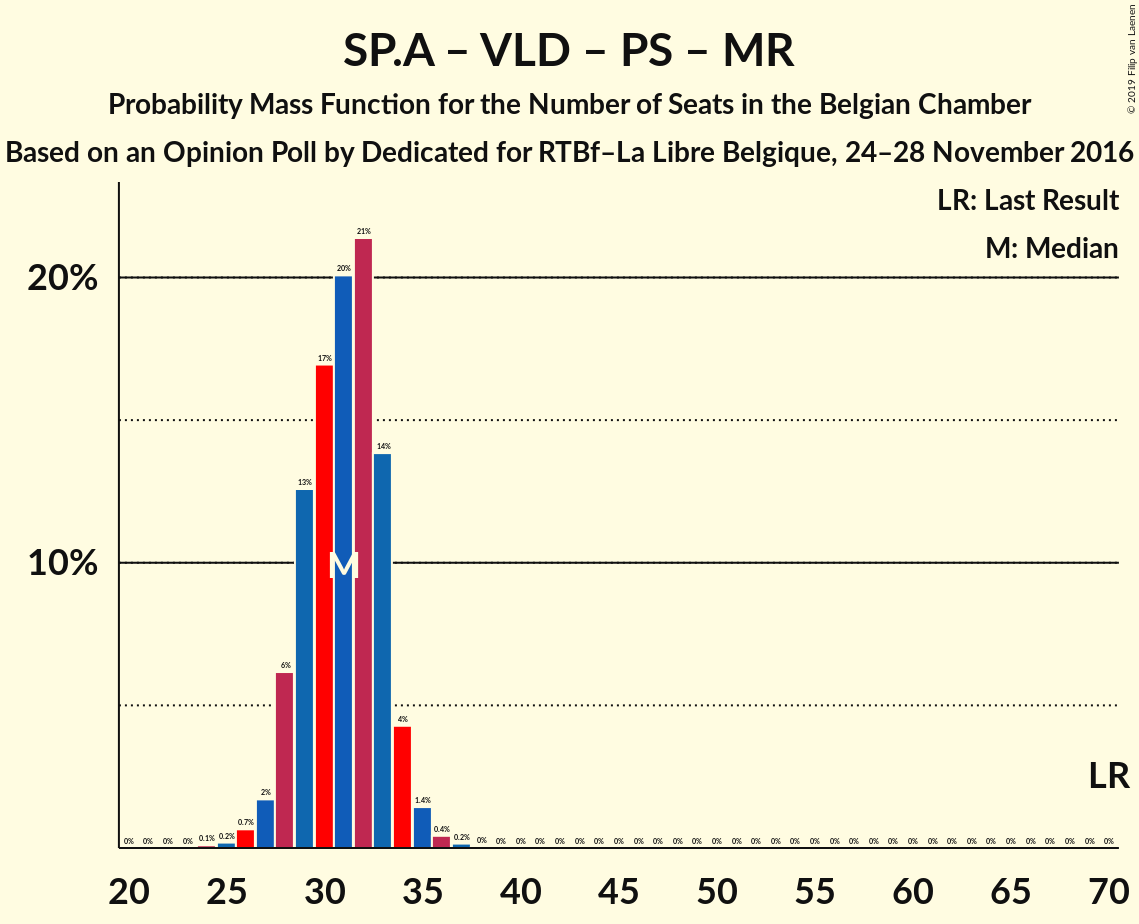 SP.A – VLD – PS – MR
Probability Mass Function for the Number of Seats in the Belgian Chamber
Based on an Opinion Poll by Dedicated for RTBf–La Libre Belgique, 24–28 November 2016
© 2019 Filip van Laenen
LR: Last Result
M: Median
20%
10%
0% 0% 0% 0% 0.1% 0.2% 0.7% 2% 6% 13% 17% 20% 21% 14% 4% 1.4% 0.4% 0.2% 0% 0% 0% 0% 0% 0% 0% 0% 0% 0% 0% 0% 0% 0% 0% 0% 0% 0% 0% 0% 0% 0% 0% 0% 0% 0% 0% 0% 0% 0% 0% 0% 0%
M
LR
20 25 30 35 40 45 50 55 60 65 70